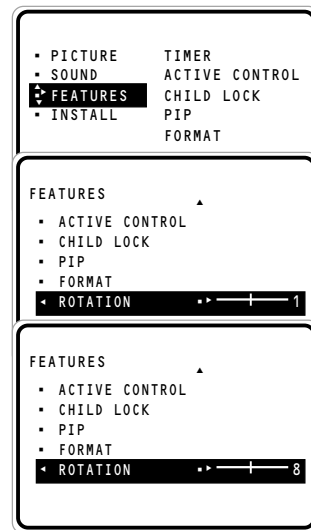 PICTURE TIMER
SOUND ACTIVE CONTROL
FEATURES CHILD LOCK
INSTALL PIP
FORMAT
FEATURES
ACTIVE CONTROL
CHILD LOCK
PIP
FORMAT
ROTATION 1
FEATURES
ACTIVE CONTROL
CHILD LOCK
PIP
FORMAT
ROTATION 8